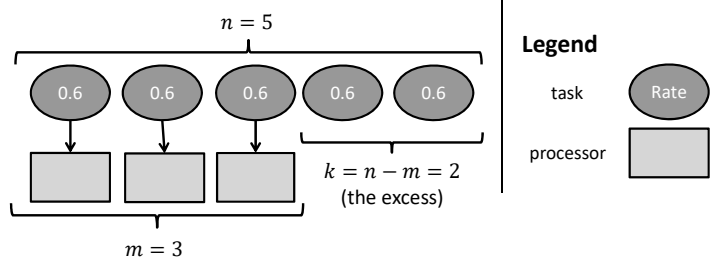 n = 5
0.6 0.6 0.6 0.6 0.6
k = n − m = 2
(the excess)
m = 3
Legend
task Rate
processor